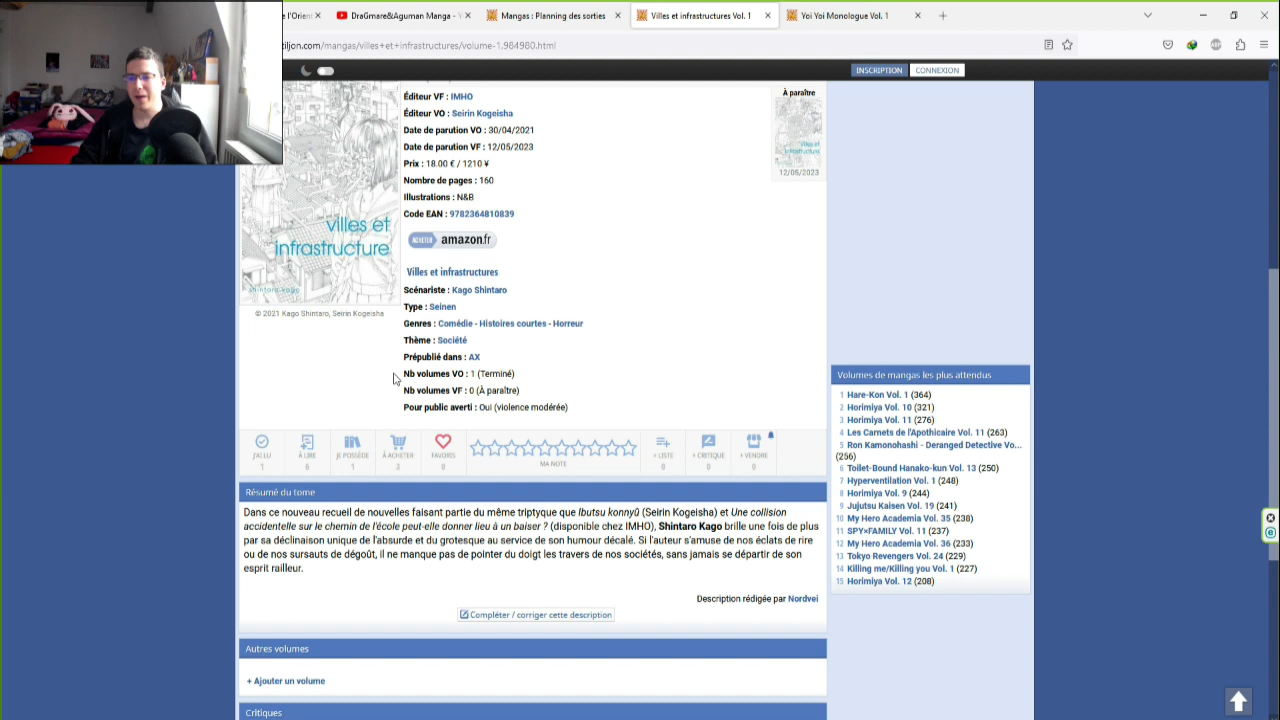 l'Orient
DraGmare&Aguman Manga - Y
Mangas : Planning des sorties
Villes et infrastructures Vol. 1
Yoi Yoi Monologue Vol. 1
tiljon.com/mangas/villes+et+infrastructures/volume-1.984980.html
INSCRIPTION
CONNEXION
Éditeur VF : IMHO
Éditeur VO : Seirin Kogeisha
Date de parution VO : 30/04/2021
Date de parution VF : 12/05/2023
Prix : 18.00 € / 1210 ¥
Nombre de pages : 160
Illustrations : N&B
Code EAN : 9782364810839
ACHETER amazon.fr
À paraître
villes et
infrastructure
12/05/2023
villes et
infrastructure
shintaro kago
© 2021 Kago Shintaro, Seirin Kogeisha
Villes et infrastructures
Scénariste : Kago Shintaro
Type : Seinen
Genres : Comédie - Histoires courtes - Horreur
Thème : Société
Prépublié dans : AX
Nb volumes VO : 1 (Terminé)
Nb volumes VF : 0 (À paraître)
Pour public averti : Oui (violence modérée)
J'AI LU
1
À LIRE
6
JE POSSÈDE
1
À ACHETER
3
FAVORIS
0
MA NOTE
+ LISTE
0
+ CRITIQUE
0
+ VENDRE
0
Résumé du tome
Dans ce nouveau recueil de nouvelles faisant partie du même triptyque que Ibutsu konnyû (Seirin Kogeisha) et Une collision
accidentelle sur le chemin de l'école peut-elle donner lieu à un baiser ? (disponible chez IMHO), Shintaro Kago brille une fois de plus
par sa déclinaison unique de l'absurde et du grotesque au service de son humour décalé. Si l'auteur s'amuse de nos éclats de rire
ou de nos sursauts de dégoût, il ne manque pas de pointer du doigt les travers de nos sociétés, sans jamais se départir de son
esprit railleur.
Description rédigée par Nordvei
Compléter / corriger cette description
Autres volumes
+ Ajouter un volume
Critiques
Volumes de mangas les plus attendus
1 Hare-Kon Vol. 1 (364)
2 Horimiya Vol. 10 (321)
3 Horimiya Vol. 11 (276)
4 Les Carnets de l'Apothicaire Vol. 11 (263)
5 Ron Kamonohashi - Deranged Detective Vo...
(256)
6 Toilet-Bound Hanako-kun Vol. 13 (250)
7 Hyperventilation Vol. 1 (248)
8 Horimiya Vol. 9 (244)
9 Jujutsu Kaisen Vol. 19 (241)
10 My Hero Academia Vol. 35 (238)
11 SPY×FAMILY Vol. 11 (237)
12 My Hero Academia Vol. 36 (233)
13 Tokyo Revengers Vol. 24 (229)
14 Killing me/Killing you Vol. 1 (227)
15 Horimiya Vol. 12 (208)